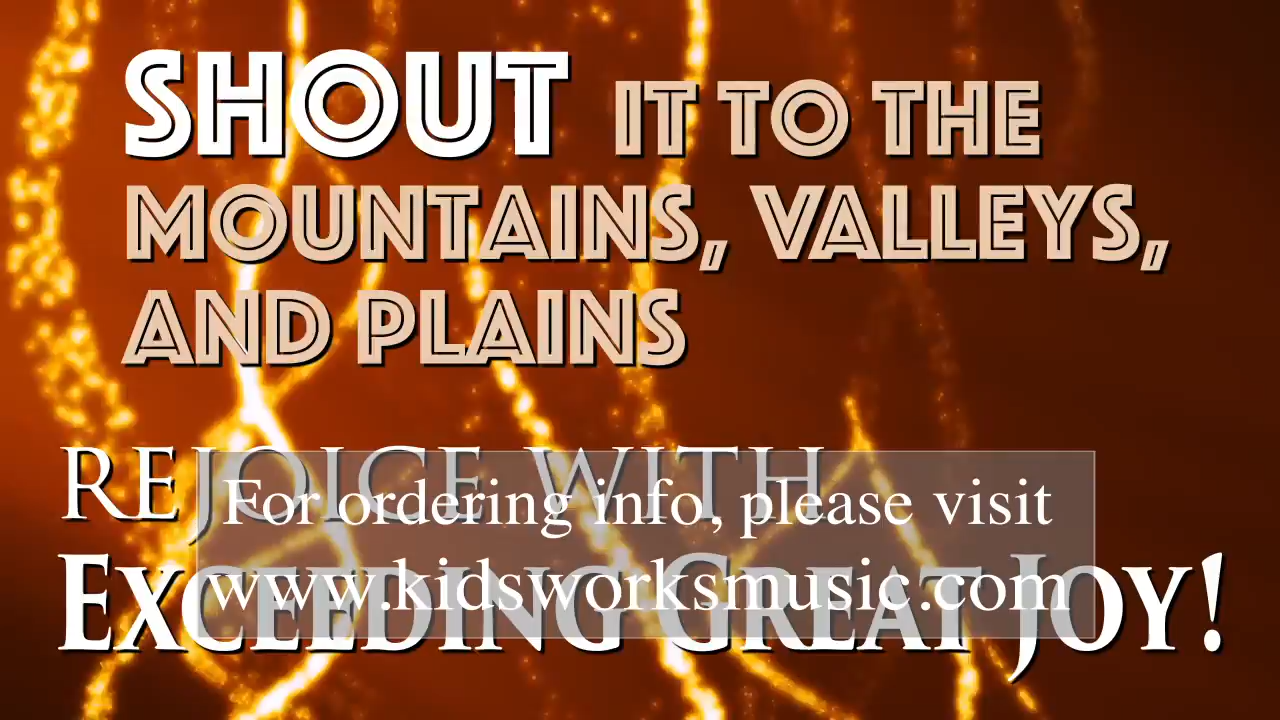 SHOUT IT TO THE
MOUNTAINS, VALLEYS,
AND PLAINS
REJOICE WITH
For ordering info, please visit
EXCEEDING GREAT JOY!
www.kidsworksmusic.com